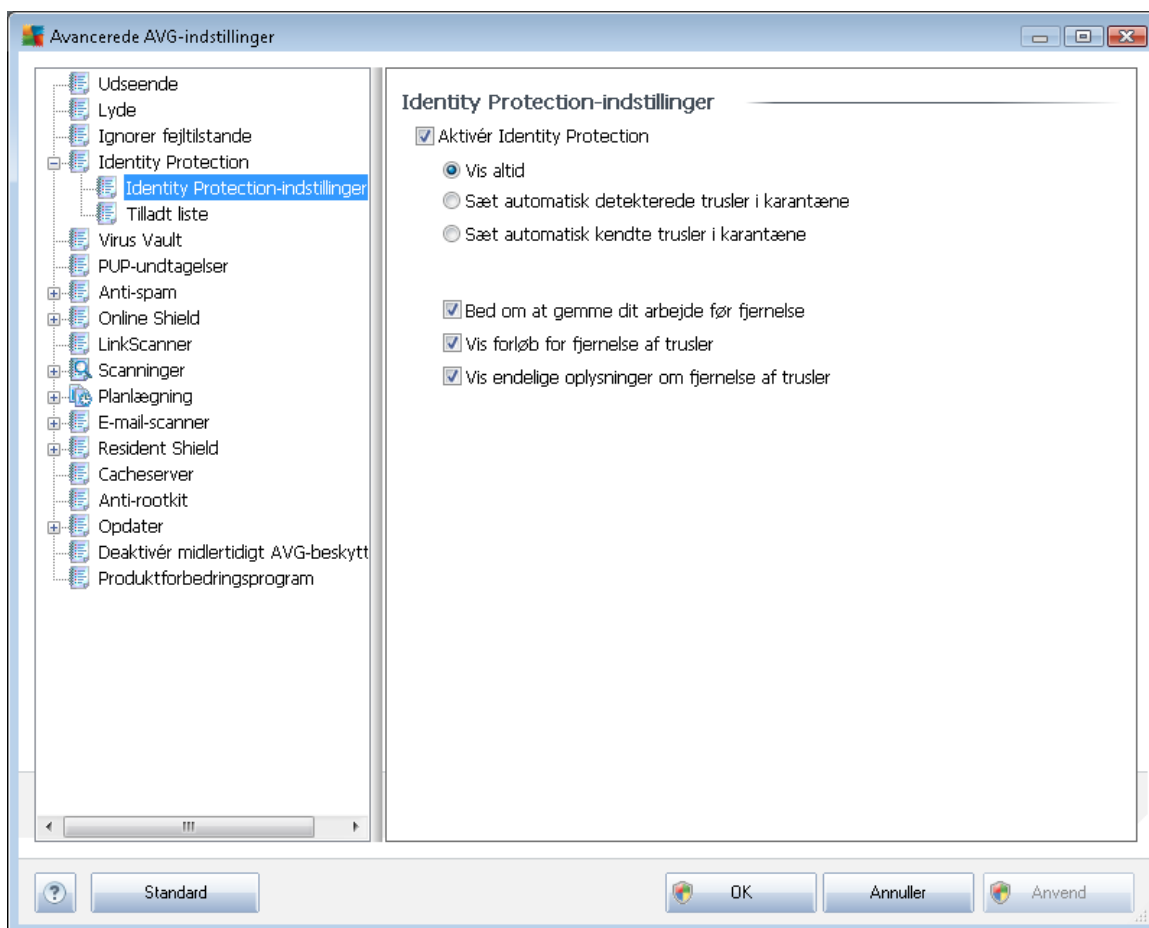 Avancerede AVG-indstillinger
Udseende
Lyde
Ignorer fejltilstande
Identity Protection
Identity Protection-indstillinger
Tilladt liste
Virus Vault
PUP-undtagelser
Anti-spam
Online Shield
LinkScanner
Scanninger
Planlægning
E-mail-scanner
Resident Shield
Cacheserver
Anti-rootkit
Opdater
Deaktivér midlertidigt AVG-beskytt
Produktforbedringsprogram
Identity Protection-indstillinger
Aktivér Identity Protection
Vis altid
Sæt automatisk detekterede trusler i karantæne
Sæt automatisk kendte trusler i karantæne
Bed om at gemme dit arbejde før fjernelse
Vis forløb for fjernelse af trusler
Vis endelige oplysninger om fjernelse af trusler
? Standard OK Annuller Anvend